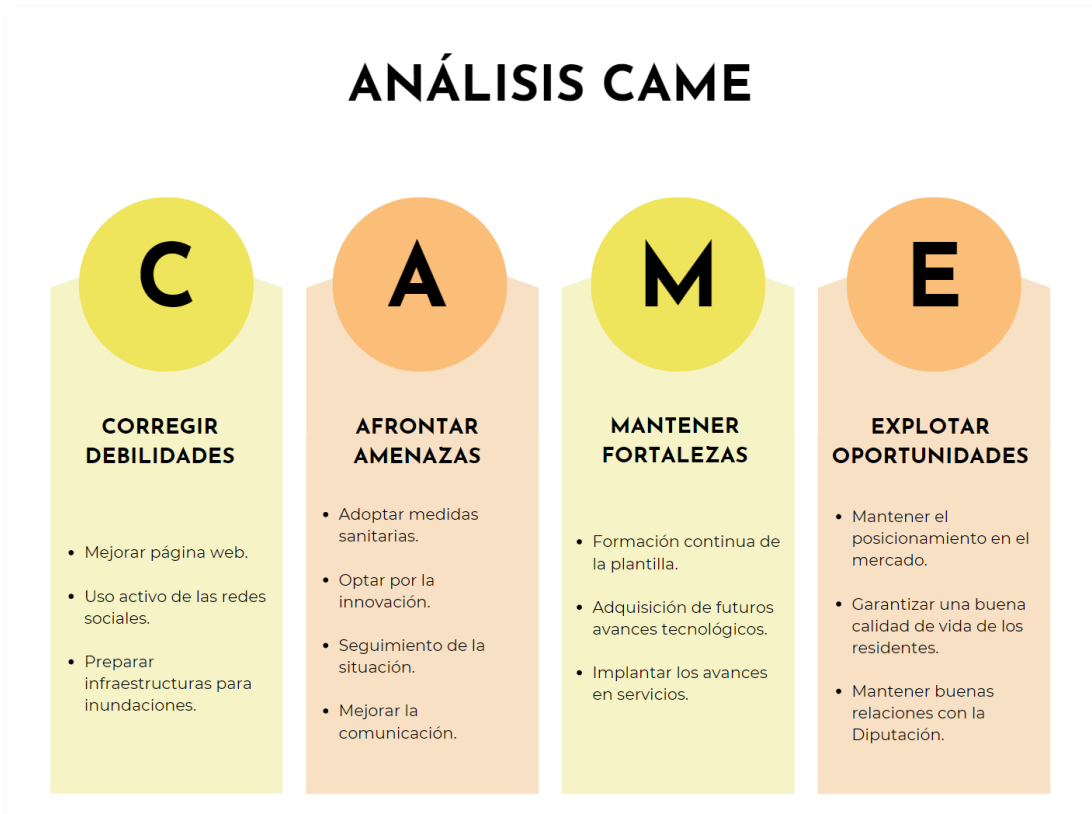 ANÁLISIS CAME
C
CORREGIR
DEBILIDADES
• Mejorar página web.
• Uso activo de las redes
sociales.
• Preparar
infraestructuras para
inundaciones.
A
AFRONTAR
AMENAZAS
• Adoptar medidas
sanitarias.
• Optar por la
innovación.
• Seguimiento de la
situación.
• Mejorar la
comunicación.
M
MANTENER
FORTALEZAS
• Formación continua de
la plantilla.
• Adquisición de futuros
avances tecnológicos.
• Implantar los avances
en servicios.
E
EXPLOTAR
OPORTUNIDADES
• Mantener el
posicionamiento en el
mercado.
• Garantizar una buena
calidad de vida de los
residentes.
• Mantener buenas
relaciones con la
Diputación.